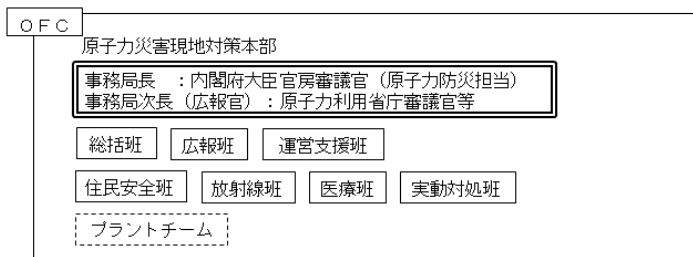 OFC
原子力災害現地対策本部
事務局長 :内閣府大臣官房審議官(原子力防災担当)
事務局次長(広報官):原子力利用省庁審議官等
総括班 広報班 運営支援班
住民安全班 放射線班 医療班 実動対処班
プラントチーム